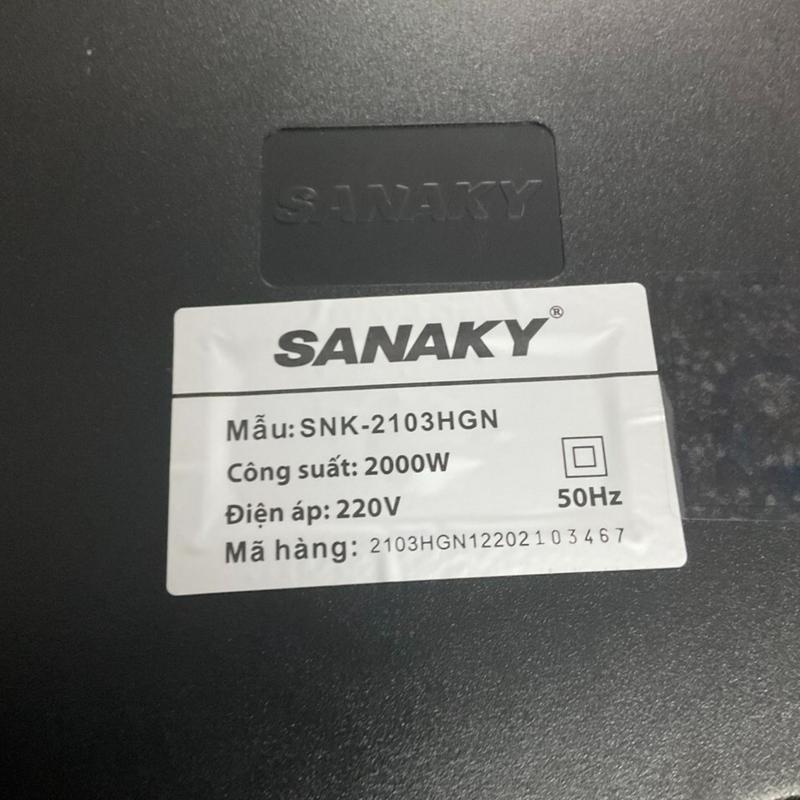 SANAKY
SANAKY®
Mẫu: SNK-2103HGN
Công suất: 2000W
Điện áp: 220V
50Hz
Mã hàng: 2103HGN12202103467